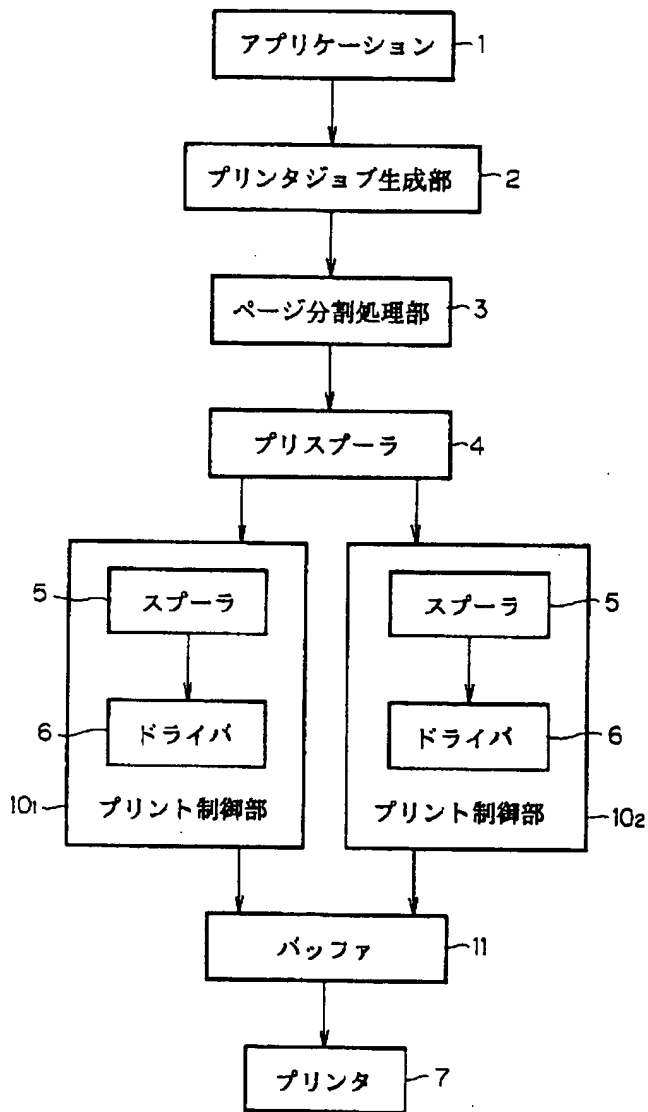 アプリケーション 1
プリンタジョブ生成部 2
ページ分割処理部 3
プリスプーラ 4
5 スプーラ
スプーラ 5
6 ドライバ
ドライバ 6
10₁ プリント制御部
プリント制御部 10₂
バッファ 11
プリンタ 7